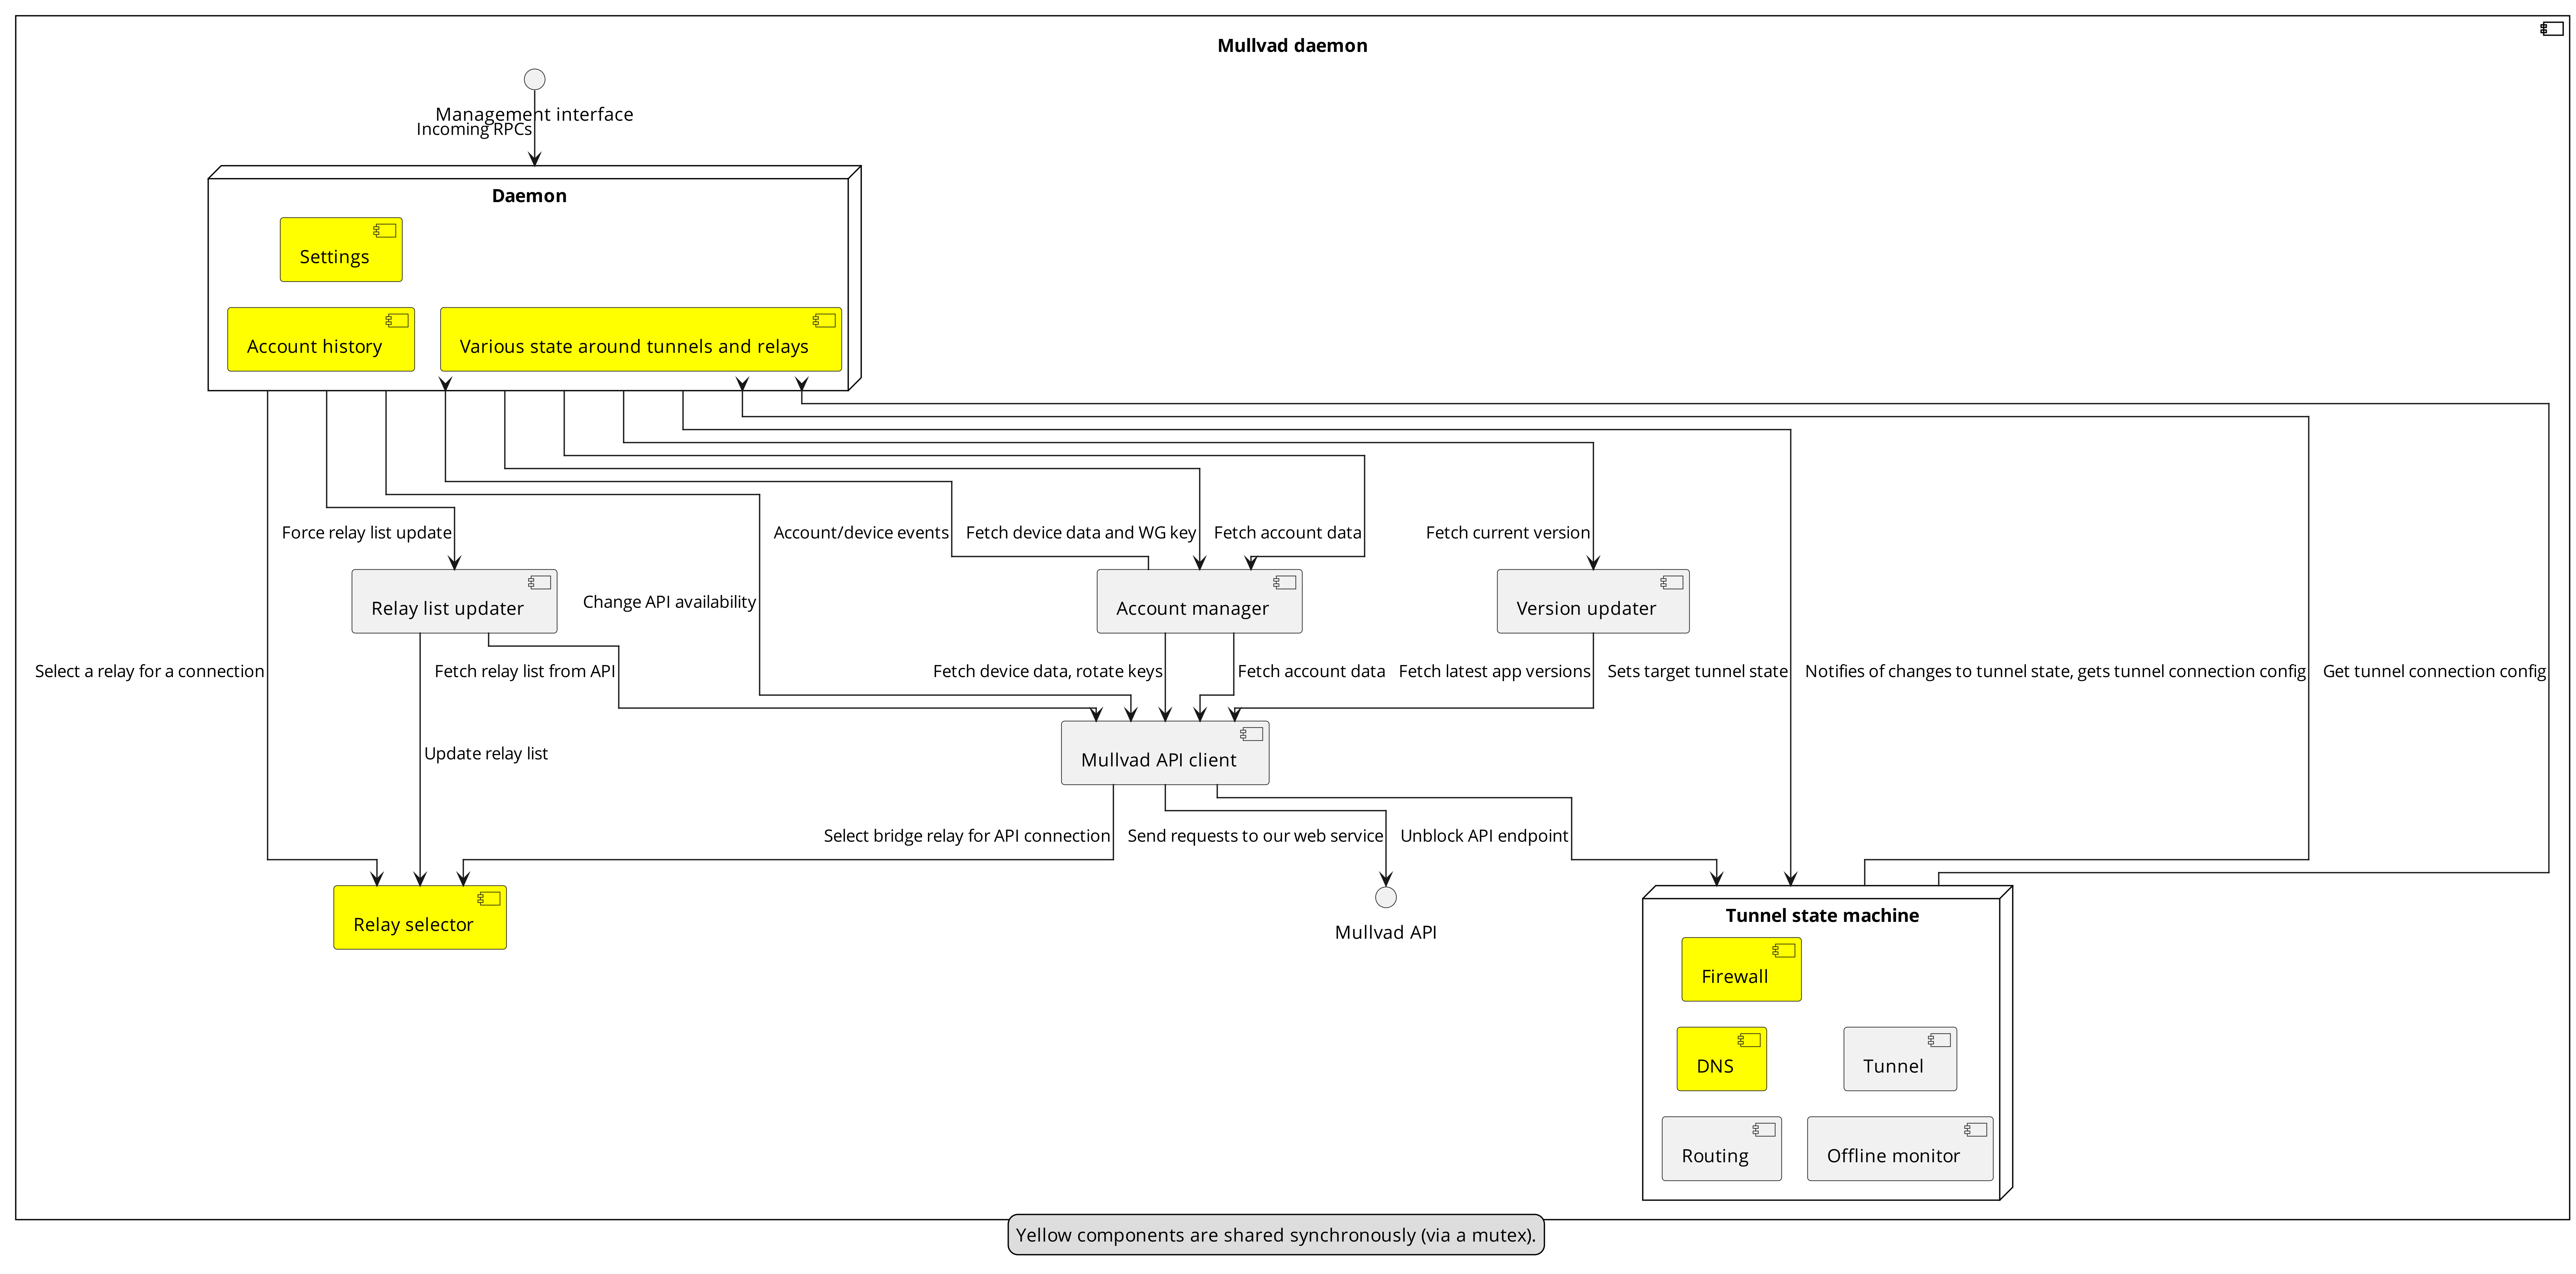 Mullvad daemon
Management interface
Incoming RPCs
Daemon
Settings
Account history
Various state around tunnels and relays
Force relay list update
Account/device events
Fetch device data and WG key
Fetch account data
Fetch current version
Relay list updater
Change API availability
Account manager
Version updater
Select a relay for a connection
Fetch relay list from API
Fetch device data, rotate keys
Fetch account data
Fetch latest app versions
Sets target tunnel state
Notifies of changes to tunnel state, gets tunnel connection config
Get tunnel connection config
Update relay list
Mullvad API client
Select bridge relay for API connection
Send requests to our web service
Unblock API endpoint
Relay selector
Mullvad API
Tunnel state machine
Firewall
DNS
Tunnel
Routing
Offline monitor
Yellow components are shared synchronously (via a mutex).